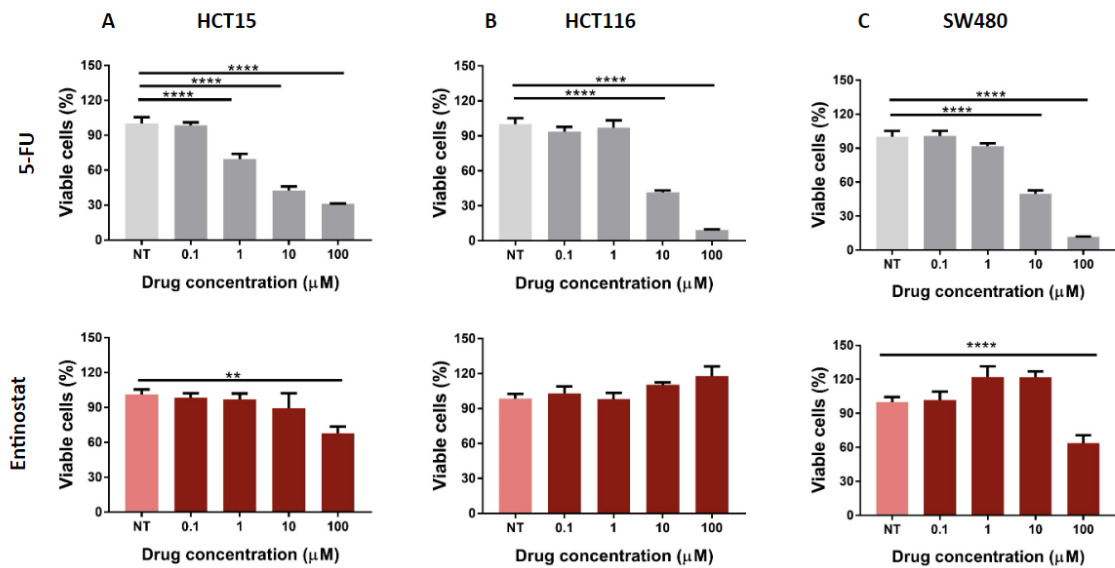 A HCT15
B HCT116
C SW480
5-FU
Viable cells (%)
150
120
90
60
30
0
****
****
****
NT 0.1 1 10 100
Drug concentration (μM)
Viable cells (%)
150
120
90
60
30
0
****
****
NT 0.1 1 10 100
Drug concentration (μM)
Viable cells (%)
150
120
90
60
30
0
****
****
NT 0.1 1 10 100
Drug concentration (μM)
Entinostat
Viable cells (%)
150
120
90
60
30
0
**
NT 0.1 1 10 100
Drug concentration (μM)
Viable cells (%)
150
120
90
60
30
0
NT 0.1 1 10 100
Drug concentration (μM)
Viable cells (%)
150
120
90
60
30
0
****
NT 0.1 1 10 100
Drug concentration (μM)